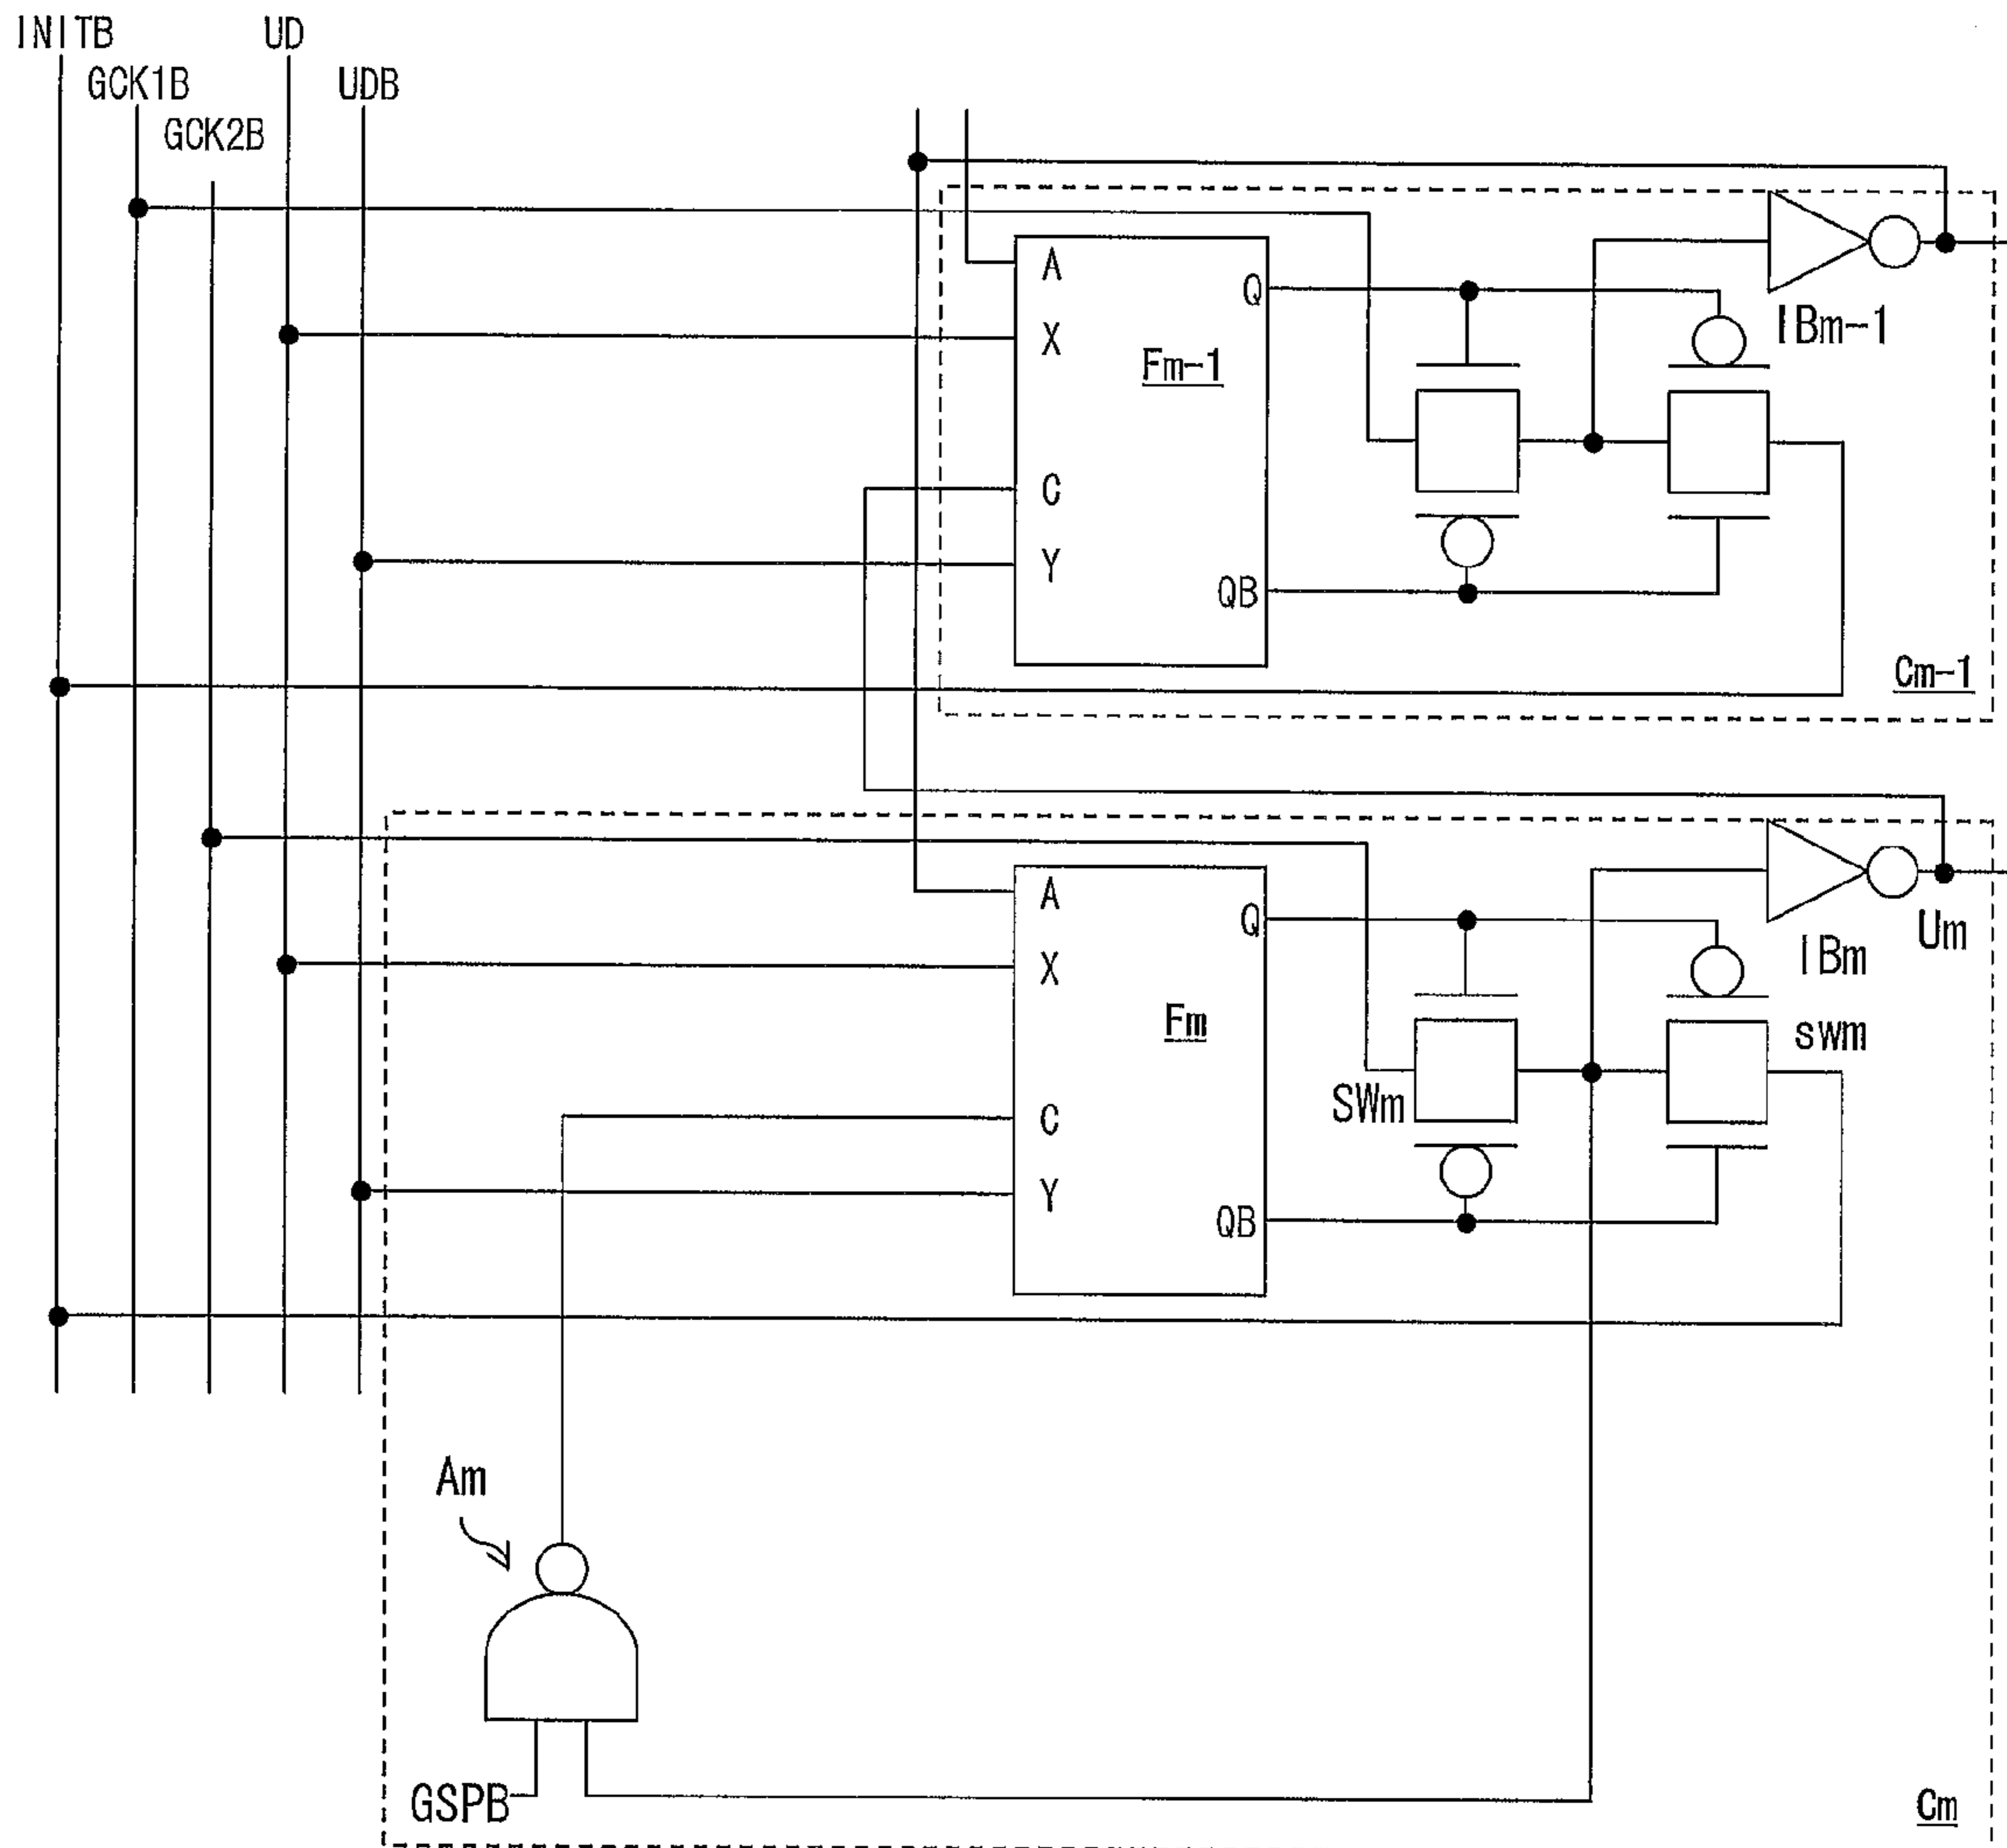 INITB
UD
GCK1B
UDB
GCK2B
A
Q
X
Fm-1
IBm-1
C
Y
QB
Cm-1
A
Q
Um
X
IBm
Fm
swm
SWm
C
Y
QB
Am
GSPB
Cm